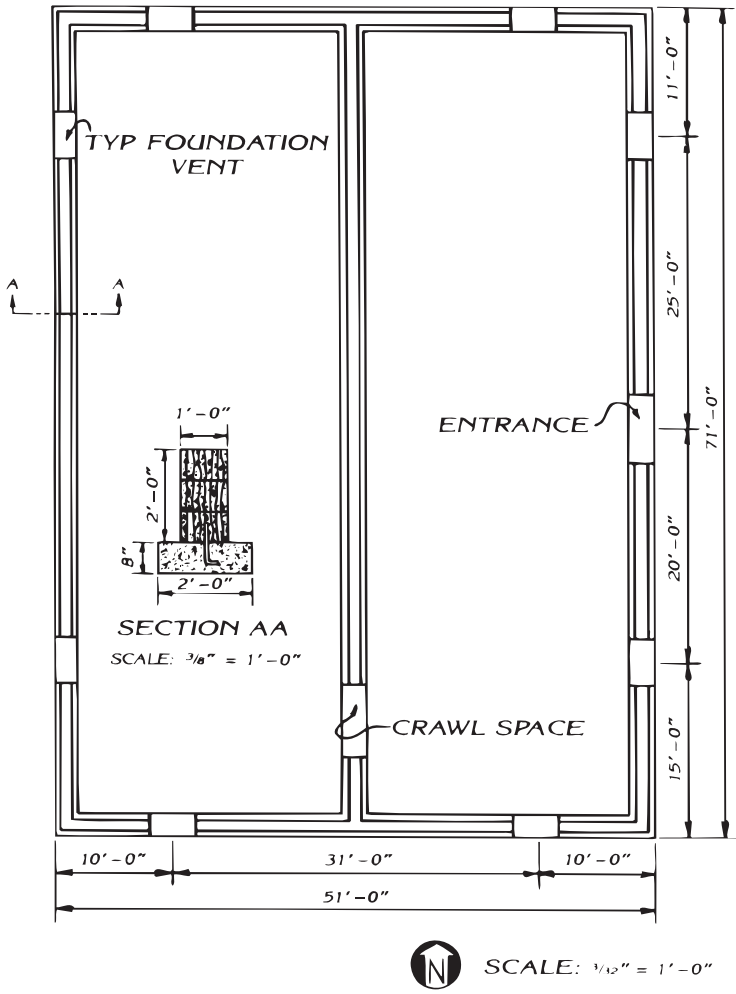 11'-0"
TYP FOUNDATION
VENT
A A
25'-0"
1'-0"
ENTRANCE
71'-0"
2'-0"
8"
20'-0"
2'-0"
SECTION AA
SCALE: 3/8" = 1'-0"
CRAWL SPACE
15'-0"
10'-0" 31'-0" 10'-0"
51'-0"
N SCALE: 3/32" = 1'-0"